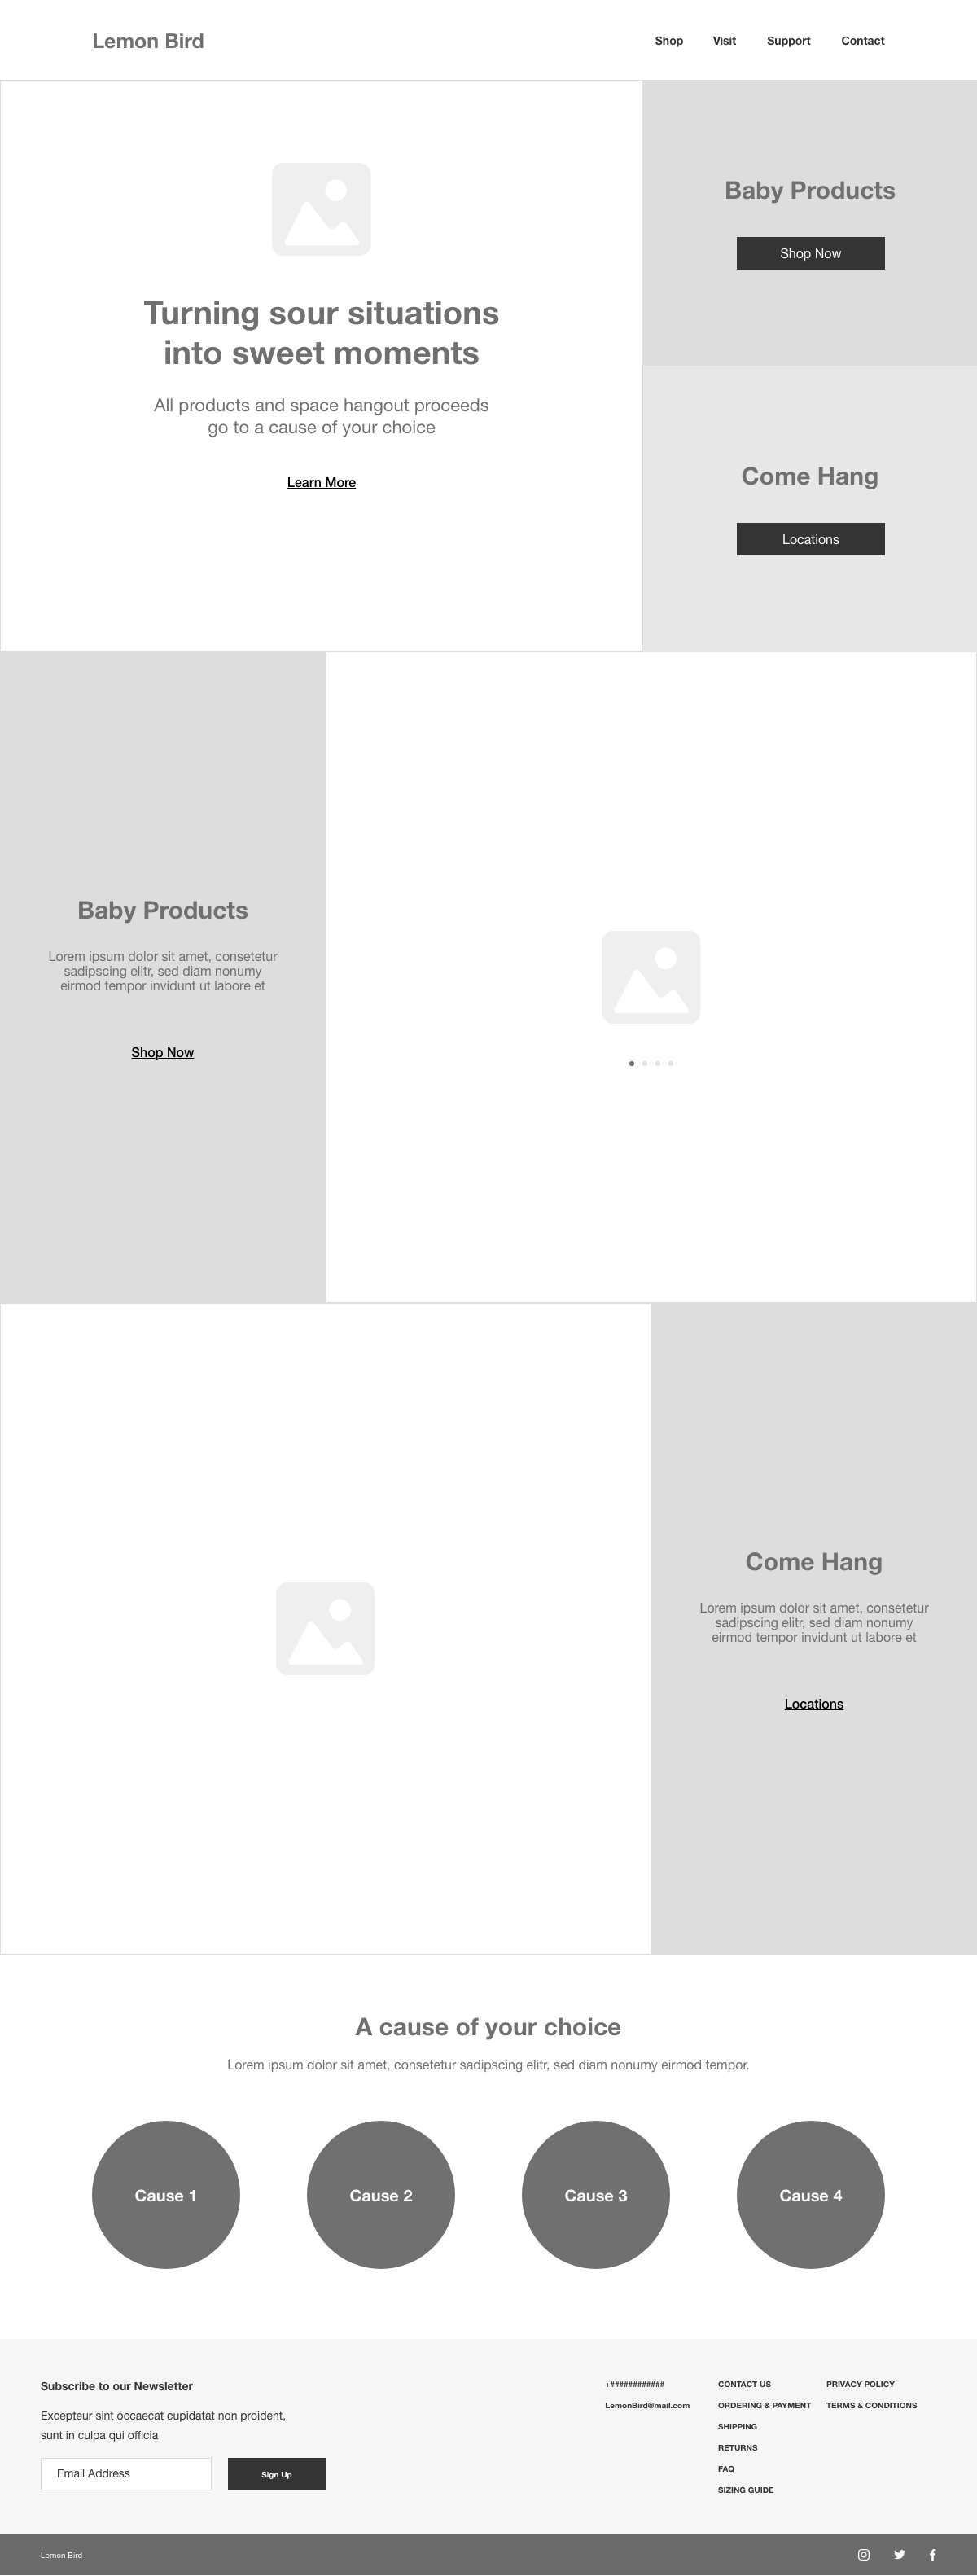 Lemon Bird
Shop Visit Support Contact
Turning sour situations
into sweet moments
All products and space hangout proceeds
go to a cause of your choice
Learn More
Baby Products
Shop Now
Come Hang
Locations
Baby Products
Lorem ipsum dolor sit amet, consetetur
sadipscing elitr, sed diam nonumy
eirmod tempor invidunt ut labore et
Shop Now
Come Hang
Lorem ipsum dolor sit amet, consetetur
sadipscing elitr, sed diam nonumy
eirmod tempor invidunt ut labore et
Locations
A cause of your choice
Lorem ipsum dolor sit amet, consetetur sadipscing elitr, sed diam nonumy eirmod tempor.
Cause 1
Cause 2
Cause 3
Cause 4
Subscribe to our Newsletter
Excepteur sint occaecat cupidatat non proident,
sunt in culpa qui officia
Email Address
Sign Up
+############
LemonBird@mail.com
CONTACT US
ORDERING & PAYMENT
SHIPPING
RETURNS
FAQ
SIZING GUIDE
PRIVACY POLICY
TERMS & CONDITIONS
Lemon Bird